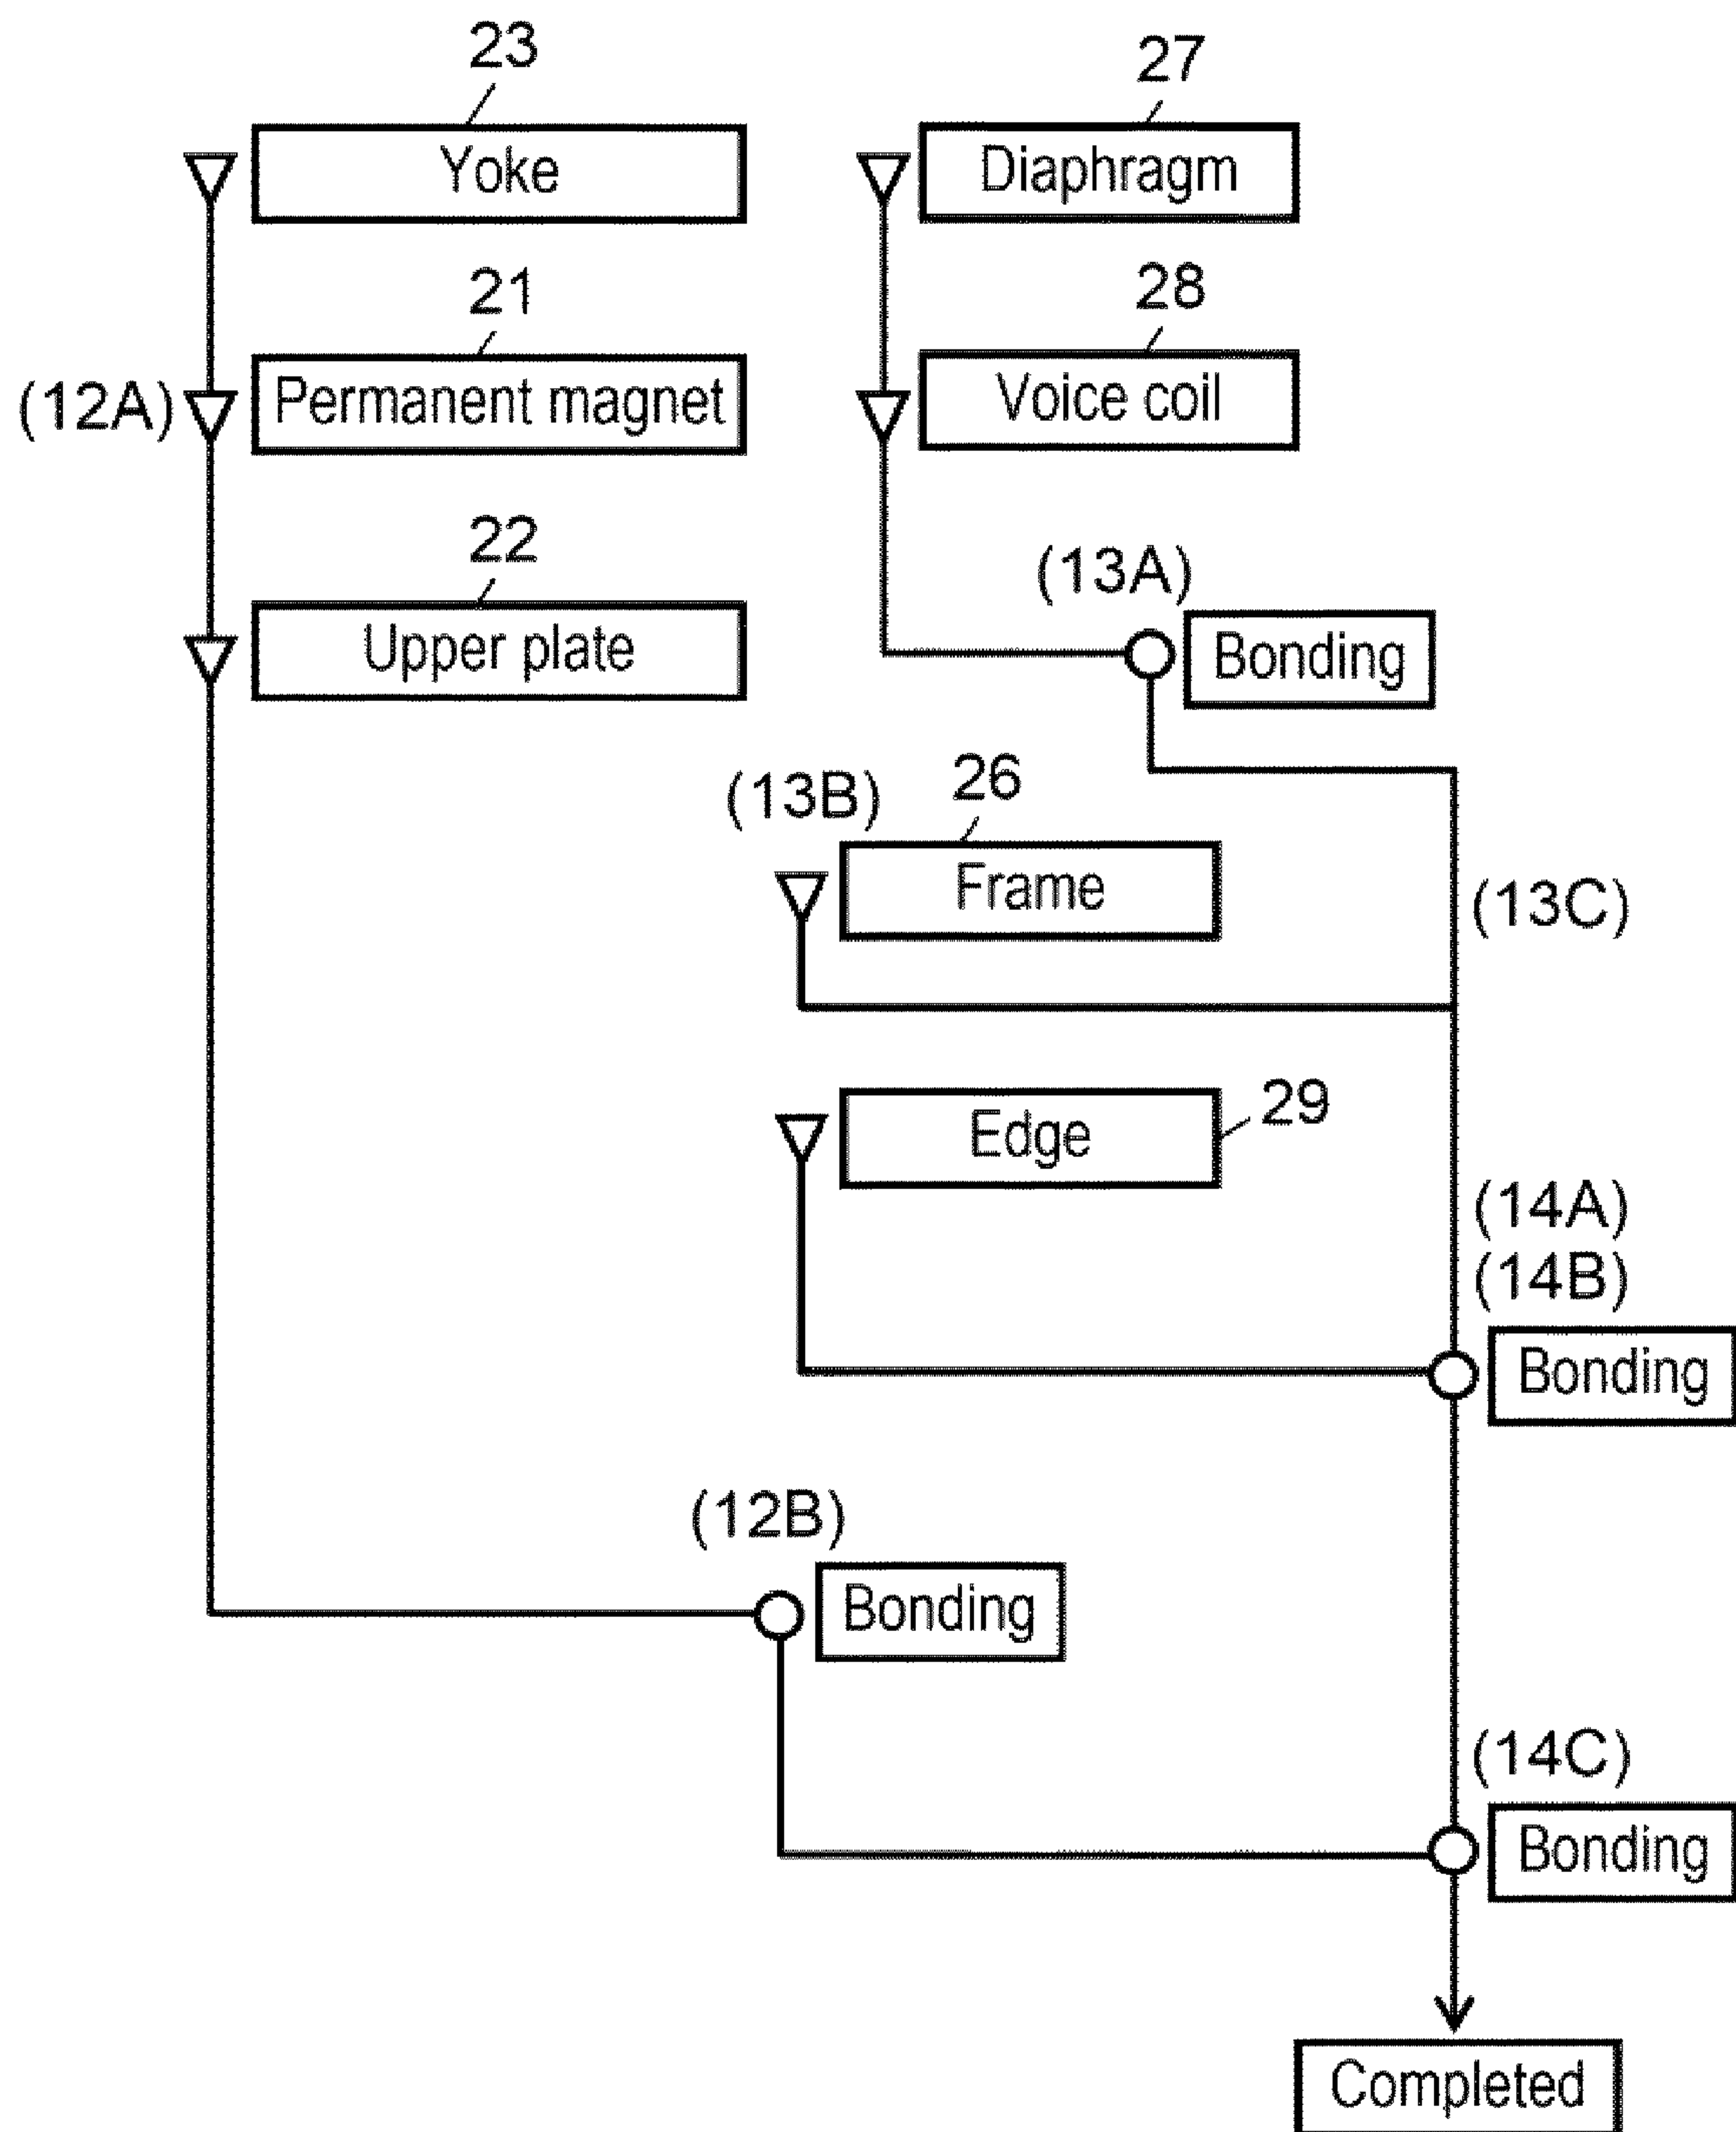 23
27
Yoke
Diaphragm
21
28
(12A)
Permanent magnet
Voice coil
22
(13A)
Upper plate
Bonding
(13B)
26
Frame
(13C)
Edge
29
(14A)
(14B)
Bonding
(12B)
Bonding
(14C)
Bonding
Completed